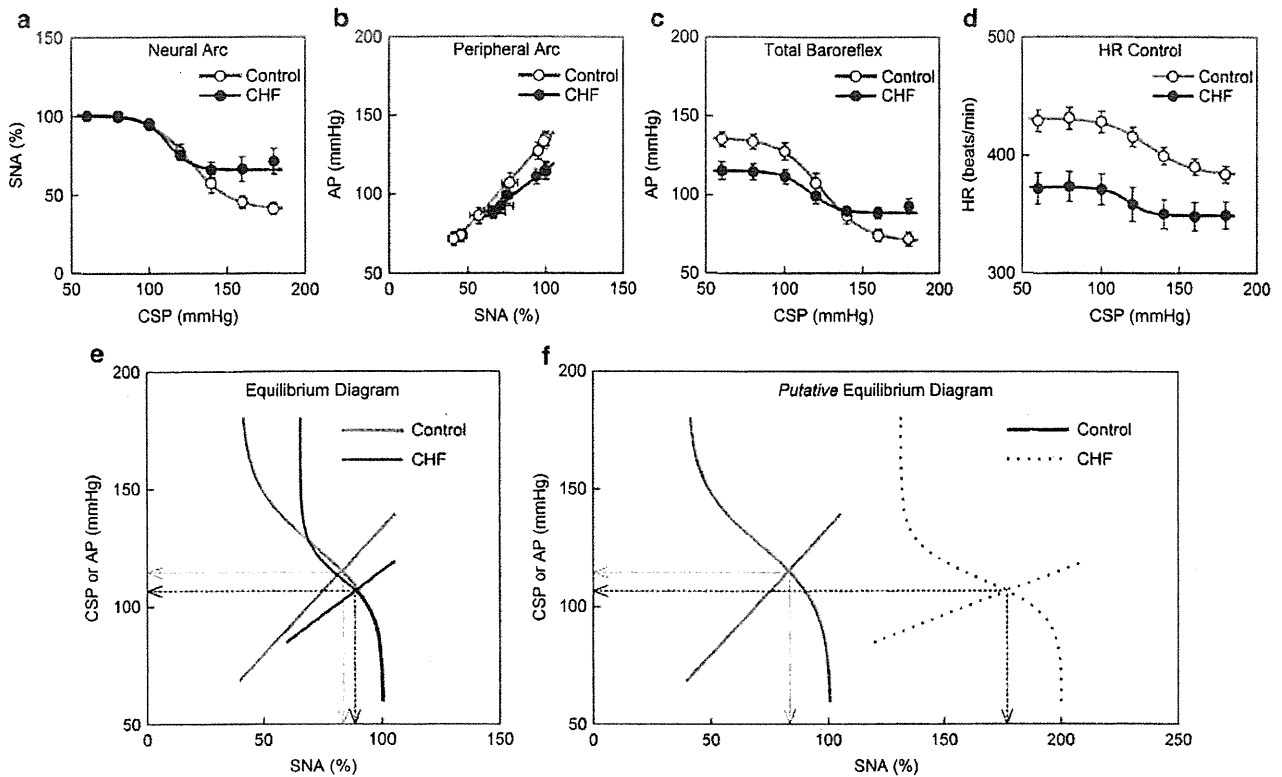 a
Neural Arc
Control
CHF
150
100
50
0
SNA (%)
50 100 150 200
CSP (mmHg)
b
Peripheral Arc
Control
CHF
200
150
100
50
AP (mmHg)
0 50 100 150
SNA (%)
c
Total Baroreflex
Control
CHF
200
150
100
50
AP (mmHg)
50 100 150 200
CSP (mmHg)
d
HR Control
Control
CHF
500
400
300
HR (beats/min)
50 100 150 200
CSP (mmHg)
e
Equilibrium Diagram
Control
CHF
200
150
100
50
CSP or AP (mmHg)
0 50 100 150
SNA (%)
f
Putative Equilibrium Diagram
Control
CHF
200
150
100
50
CSP or AP (mmHg)
0 50 100 150 200 250
SNA (%)